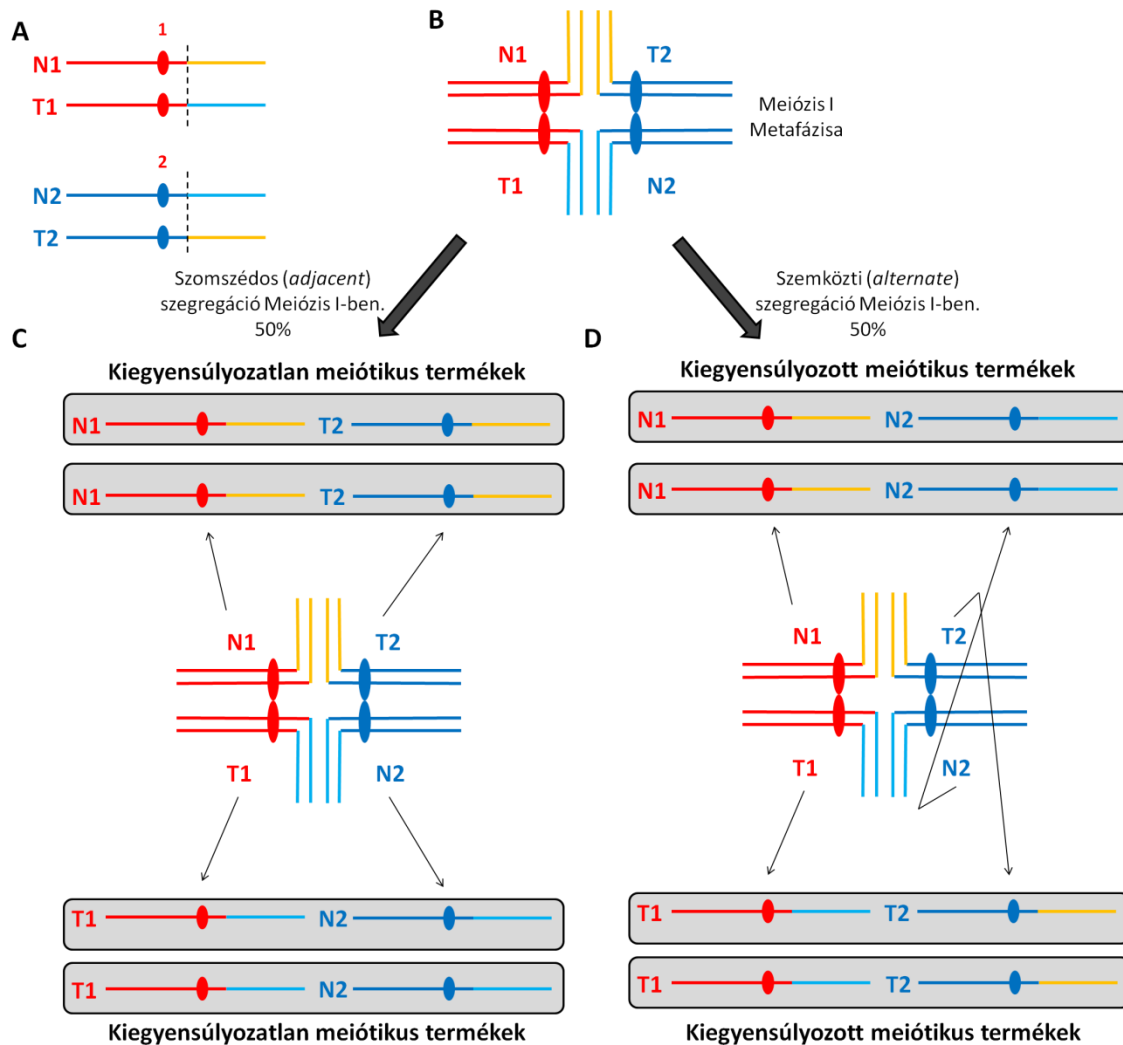 A
1
N1
T1
2
N2
T2
B
N1
T2
Meiózis I
Metafázisa
T1
N2
Szomszédos (adjacent)
szegregáció Meiózis I-ben.
50%
Szemközti (alternate)
szegregáció Meiózis I-ben.
50%
C
Kiegyensúlyozatlan meiótikus termékek
N1
T2
N1
T2
N1
T2
T1
N2
T1
N2
T1
N2
Kiegyensúlyozatlan meiótikus termékek
D
Kiegyensúlyozott meiótikus termékek
N1
N2
N1
N2
N1
T2
T1
N2
T1
T2
T1
T2
Kiegyensúlyozott meiótikus termékek